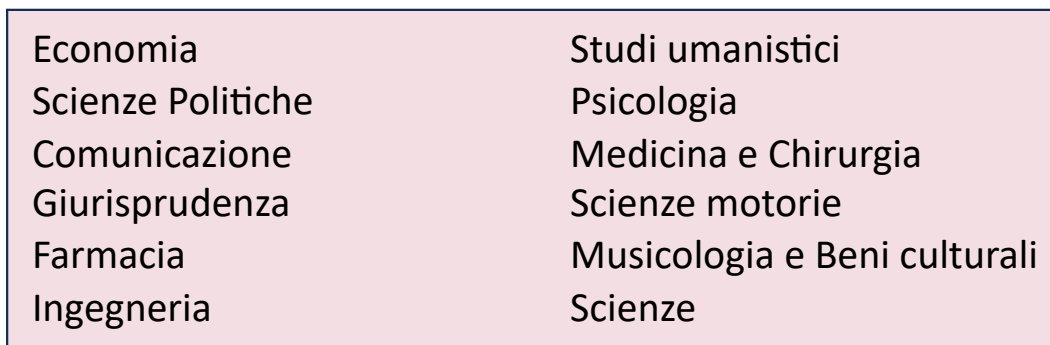 Economia
Scienze Politiche
Comunicazione
Giurisprudenza
Farmacia
Ingegneria
Studi umanistici
Psicologia
Medicina e Chirurgia
Scienze motorie
Musicologia e Beni culturali
Scienze